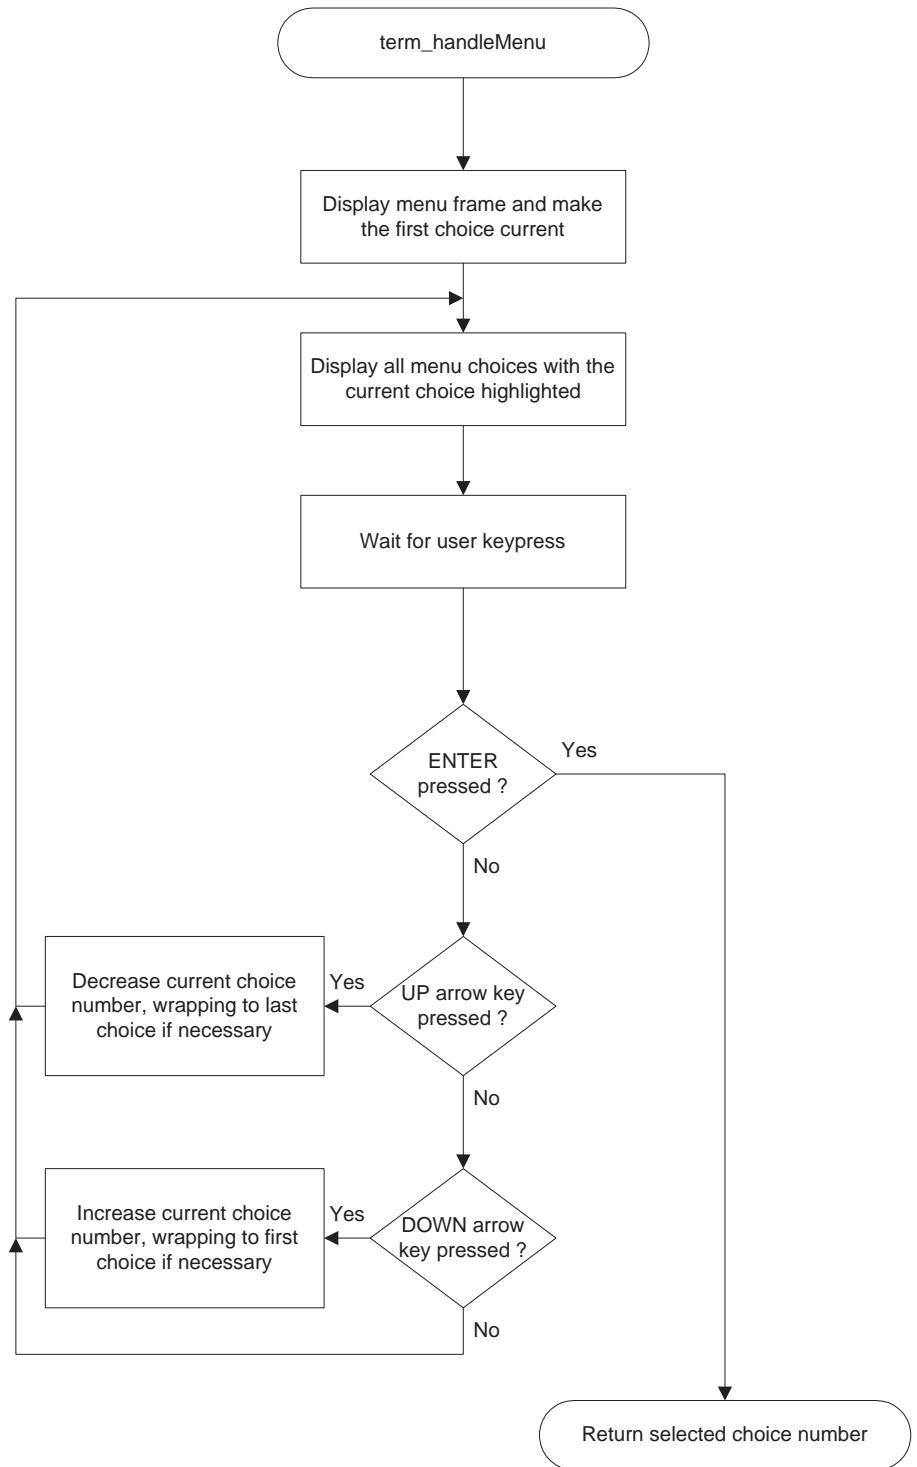 term_handleMenu
Display menu frame and make
the first choice current
Display all menu choices with the
current choice highlighted
Wait for user keypress
ENTER
pressed ?
Yes
No
Decrease current choice
number, wrapping to last
choice if necessary
Yes
UP arrow key
pressed ?
No
Increase current choice
number, wrapping to first
choice if necessary
Yes
DOWN arrow
key pressed ?
No
Return selected choice number